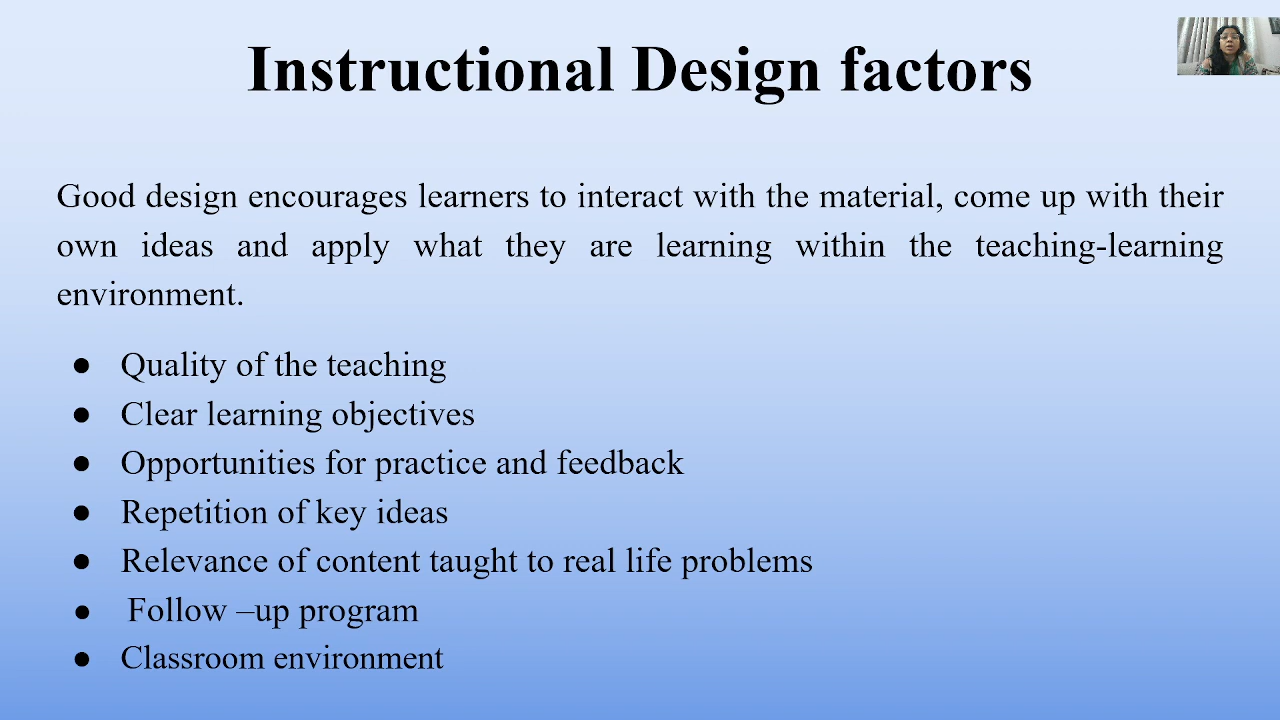 Instructional Design factors
Good design encourages learners to interact with the material, come up with their
own ideas and apply what they are learning within the teaching-learning
environment.
● Quality of the teaching
● Clear learning objectives
● Opportunities for practice and feedback
● Repetition of key ideas
● Relevance of content taught to real life problems
● Follow –up program
● Classroom environment